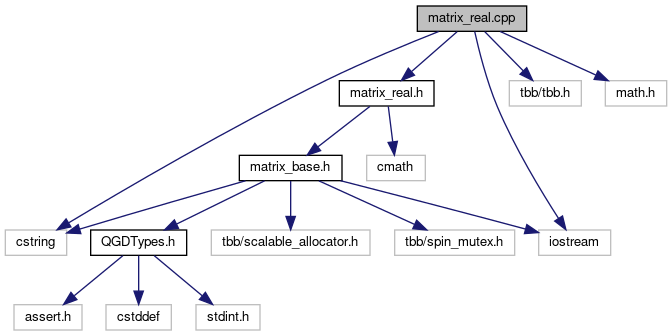 matrix_real.cpp
matrix_real.h
tbb/tbb.h
math.h
matrix_base.h
cmath
cstring
QGDTypes.h
tbb/scalable_allocator.h
tbb/spin_mutex.h
iostream
assert.h
cstddef
stdint.h